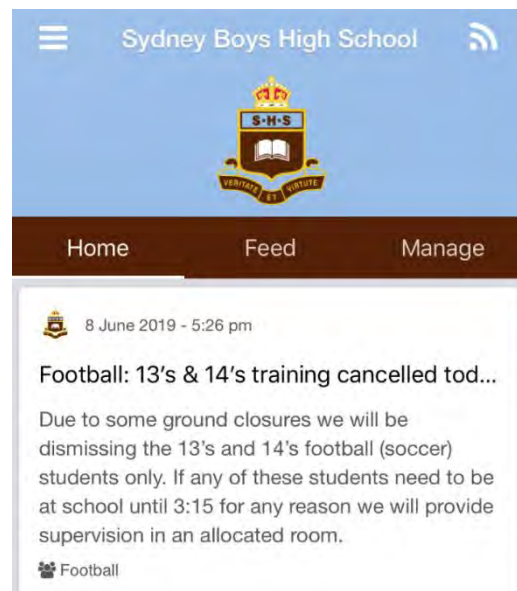 Sydney Boys High School
S·H·S
VERITATE ET VIRTUTE
Home Feed Manage
8 June 2019 - 5:26 pm
Football: 13's & 14's training cancelled tod...
Due to some ground closures we will be
dismissing the 13's and 14's football (soccer)
students only. If any of these students need to be
at school until 3:15 for any reason we will provide
supervision in an allocated room.
Football